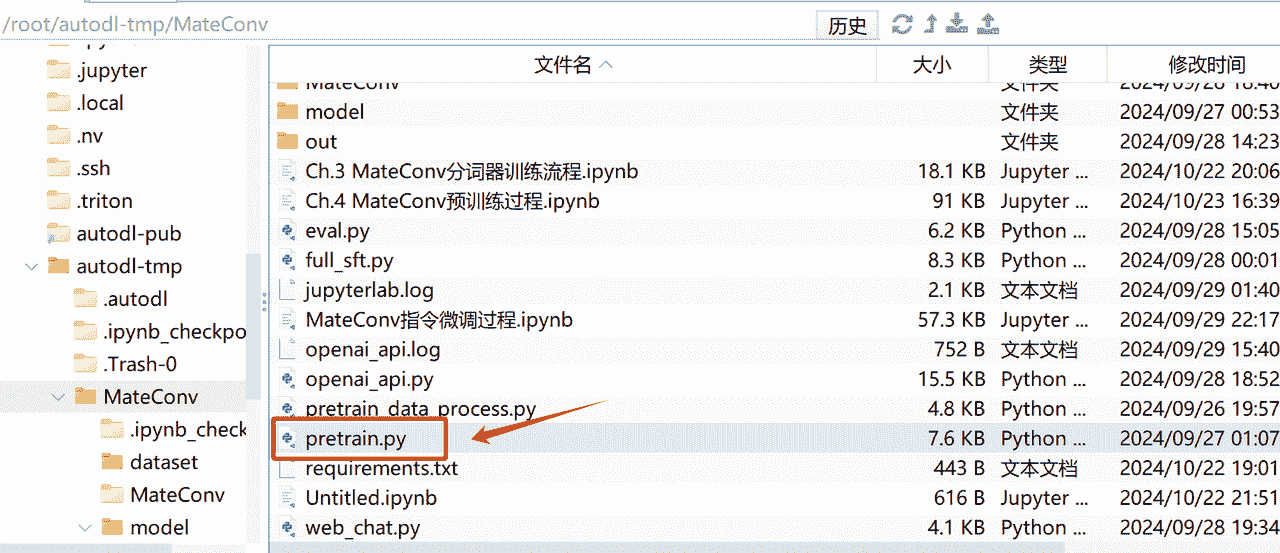 /root/autodl-tmp/MateConv
历史
.jupyter
.local
.nv
.ssh
.triton
autodl-pub
autodl-tmp
.autodl
.ipynb_checkpo
.Trash-0
MateConv
.ipynb_check
dataset
MateConv
model
文件名 大小 类型 修改时间
MateConv 文件夹 2024/09/28 18:46
model 文件夹 2024/09/27 00:53
out 文件夹 2024/09/28 14:23
Ch.3 MateConv分词器训练流程.ipynb 18.1 KB Jupyter ... 2024/10/22 20:06
Ch.4 MateConv预训练过程.ipynb 91 KB Jupyter ... 2024/10/23 16:39
eval.py 6.2 KB Python ... 2024/09/28 15:05
full_sft.py 8.3 KB Python ... 2024/09/28 00:01
jupyterlab.log 2.1 KB 文本文档 2024/09/29 01:40
MateConv指令微调过程.ipynb 57.3 KB Jupyter ... 2024/09/29 22:17
openai_api.log 752 B 文本文档 2024/09/29 15:40
openai_api.py 15.5 KB Python ... 2024/09/28 18:52
pretrain_data_process.py 4.8 KB Python ... 2024/09/26 19:57
pretrain.py 7.6 KB Python ... 2024/09/27 01:07
requirements.txt 443 B 文本文档 2024/10/22 19:01
Untitled.ipynb 616 B Jupyter ... 2024/10/22 21:51
web_chat.py 4.1 KB Python ... 2024/09/28 19:34